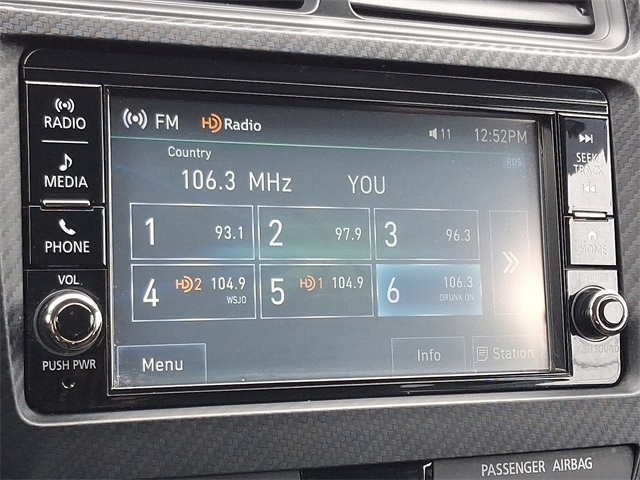 RADIO
MEDIA
PHONE
VOL
PUSH PWR
FM HD Radio 11 12:52PM
Country RDS
106.3 MHz YOU
1 93.1 2 97.9 3 96.3
4 HD2 104.9 WSJO 5 HD1 104.9 6 106.3 DRUNK ON
Menu Info Station
SEEK
TRACK
HOME
PASSENGER AIRBAG